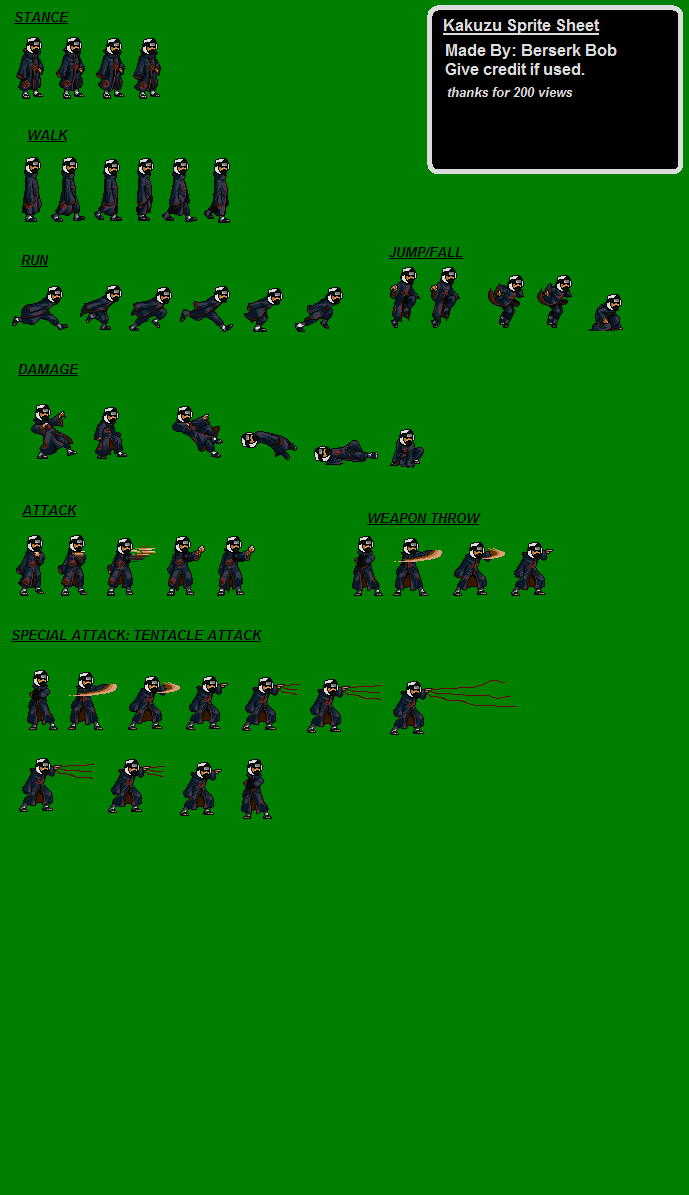 STANCE
Kakuzu Sprite Sheet
Made By: Berserk Bob
Give credit if used.
thanks for 200 views
WALK
RUN
JUMP/FALL
DAMAGE
ATTACK
WEAPON THROW
SPECIAL ATTACK: TENTACLE ATTACK